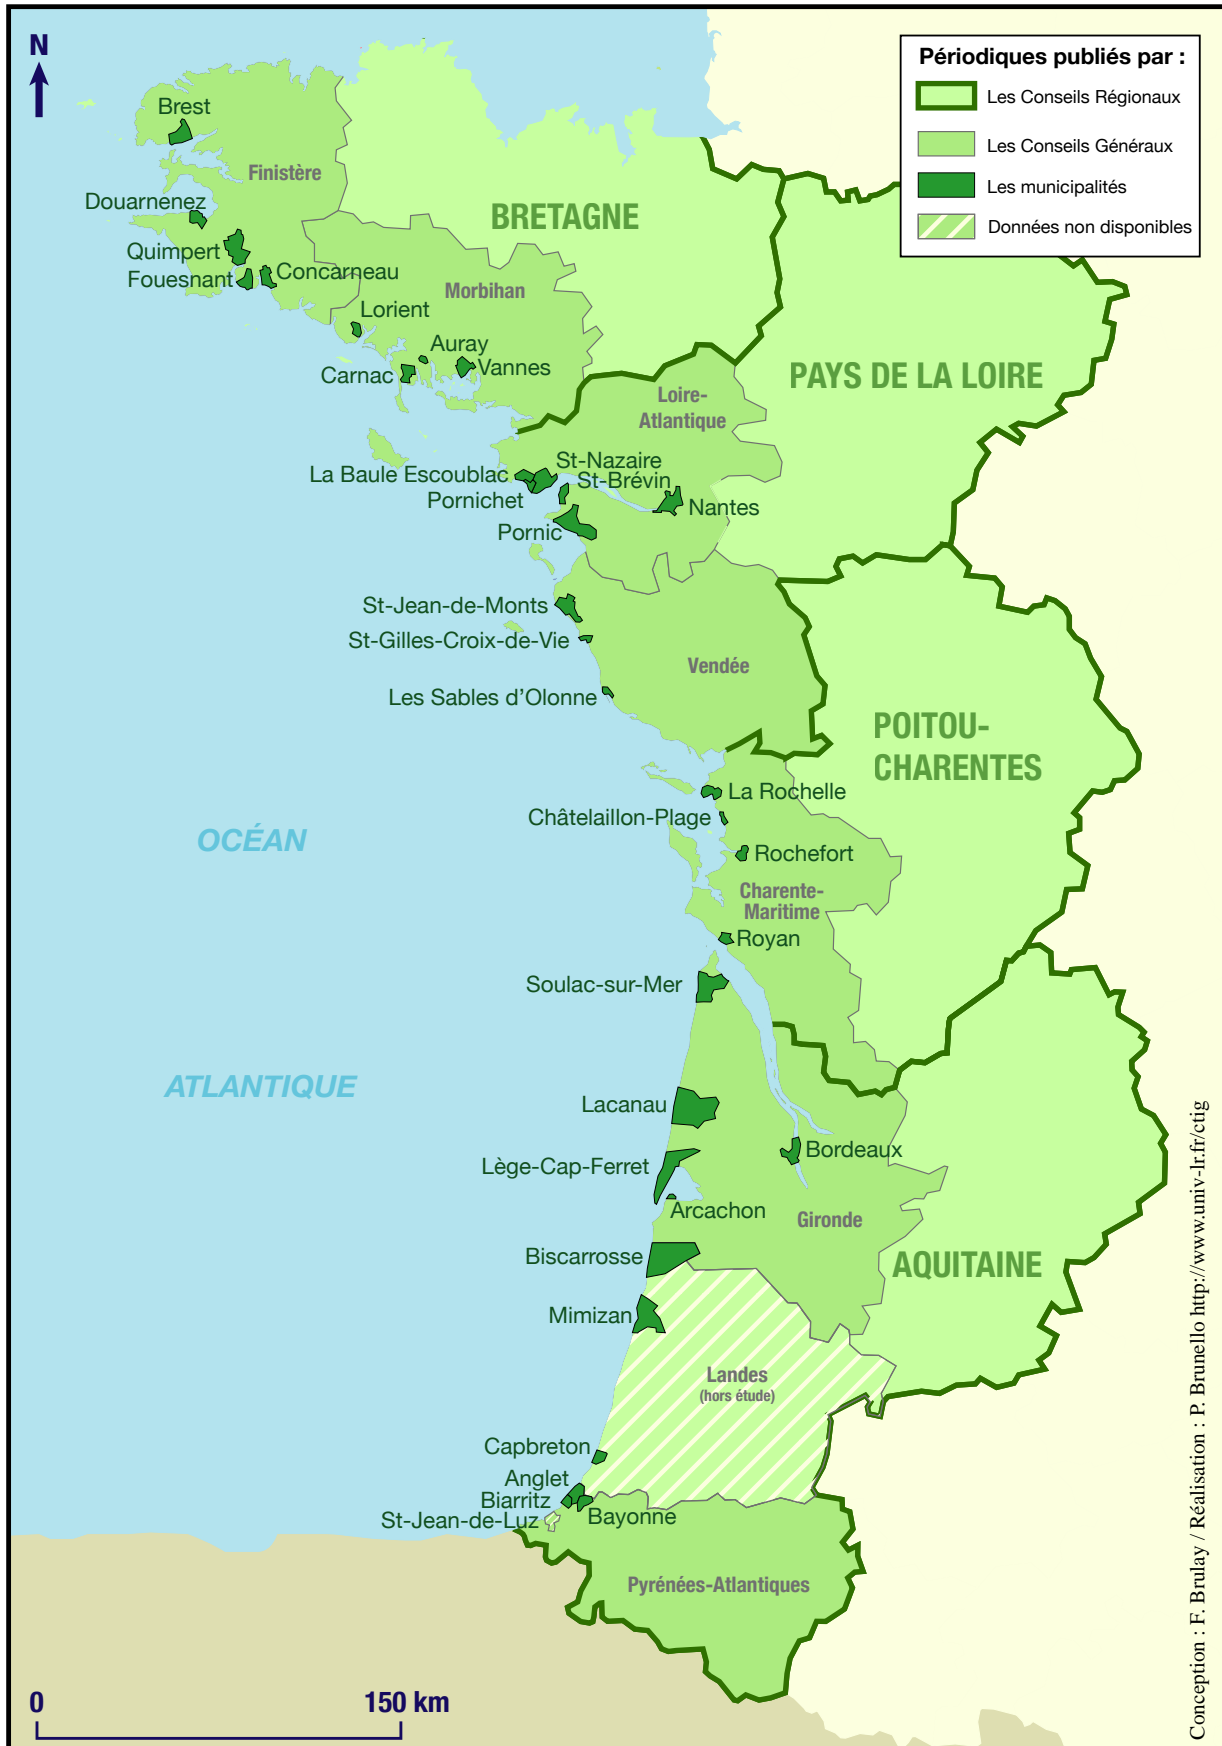 N
Périodiques publiés par :
Les Conseils Régionaux
Les Conseils Généraux
Les municipalités
Données non disponibles
Brest
Finistère
Douarnenez
BRETAGNE
Quimpert
Fouesnant
Concarneau
Morbihan
Lorient
Auray
Carnac
Vannes
PAYS DE LA LOIRE
Loire-
Atlantique
St-Nazaire
La Baule Escoublac
St-Brévin
Pornichet
Nantes
Pornic
St-Jean-de-Monts
St-Gilles-Croix-de-Vie
Vendée
Les Sables d'Olonne
POITOU-
CHARENTES
La Rochelle
Châtelaillon-Plage
OCÉAN
Rochefort
Charente-
Maritime
Royan
Soulac-sur-Mer
ATLANTIQUE
Lacanau
Bordeaux
Lège-Cap-Ferret
Arcachon
Gironde
Biscarrosse
AQUITAINE
Mimizan
Landes
(hors étude)
Capbreton
Anglet
Biarritz
St-Jean-de-Luz
Bayonne
Pyrénées-Atlantiques
0
150 km
Conception : F. Brulay / Réalisation : P. Brunello http://www.univ-lr.fr/ctig